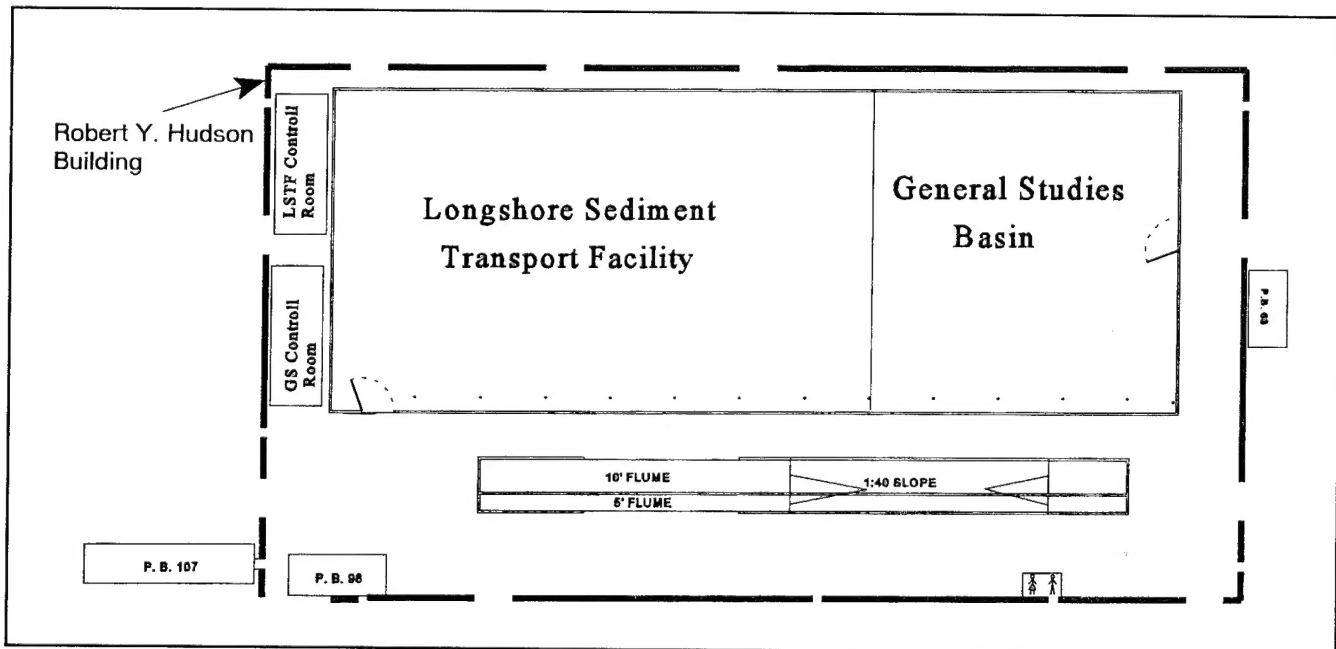 Robert Y. Hudson
Building
LSTF Controll
Room
GS Controll
Room
Longshore Sediment
Transport Facility
General Studies
Basin
P.B. 63
10' FLUME
5' FLUME
1:40 SLOPE
P. B. 107
P. B. 98